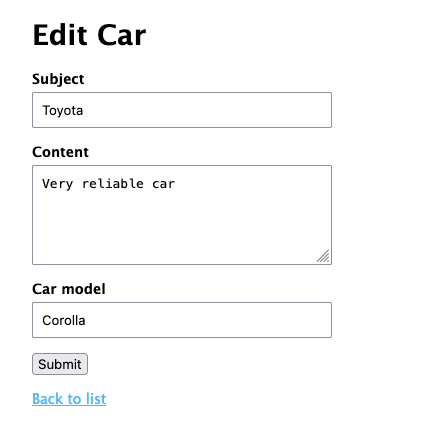 Edit Car
Subject
Toyota
Content
Very reliable car
Car model
Corolla
Submit
Back to list